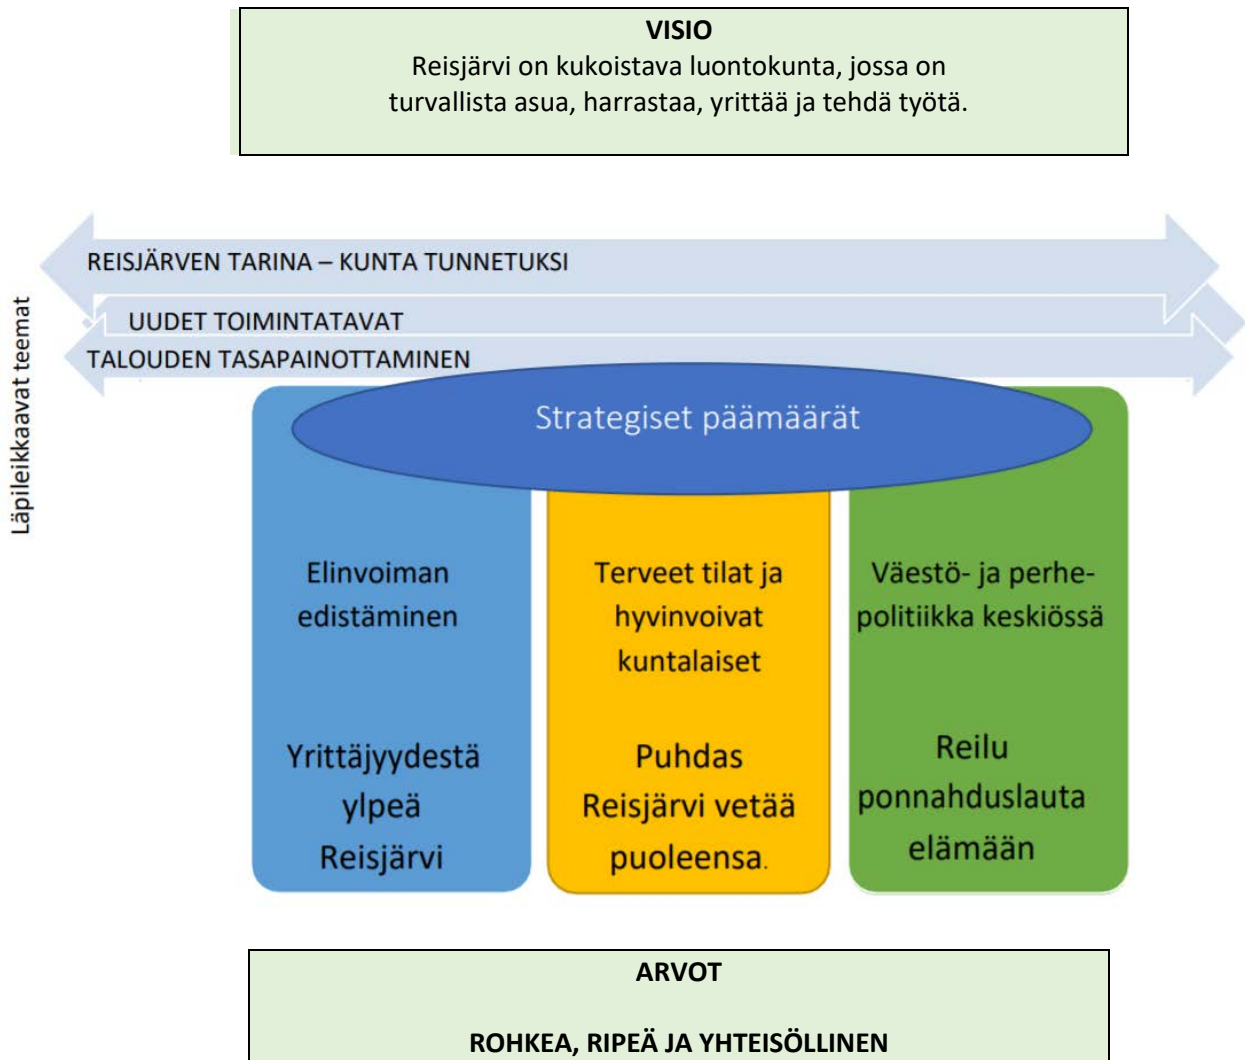 VISIO
Reisjärvi on kukoistava luontokunta, jossa on
turvallista asua, harrastaa, yrittää ja tehdä työtä.
Läpileikkaavat teemat
REISJÄRVEN TARINA – KUNTA TUNNETUKSI
UUDET TOIMINTATAVAT
TALOUDEN TASAPAINOTTAMINEN
Strategiset päämäärät
Elinvoiman
edistäminen
Yrittäjyydestä
ylpeä
Reisjärvi
Terveet tilat ja
hyvinvoivat
kuntalaiset
Puhdas
Reisjärvi vetää
puoleensa.
Väestö- ja perhe-
politiikka keskiössä
Reilu
ponnahduslauta
elämään
ARVOT
ROHKEA, RIPEÄ JA YHTEISÖLLINEN